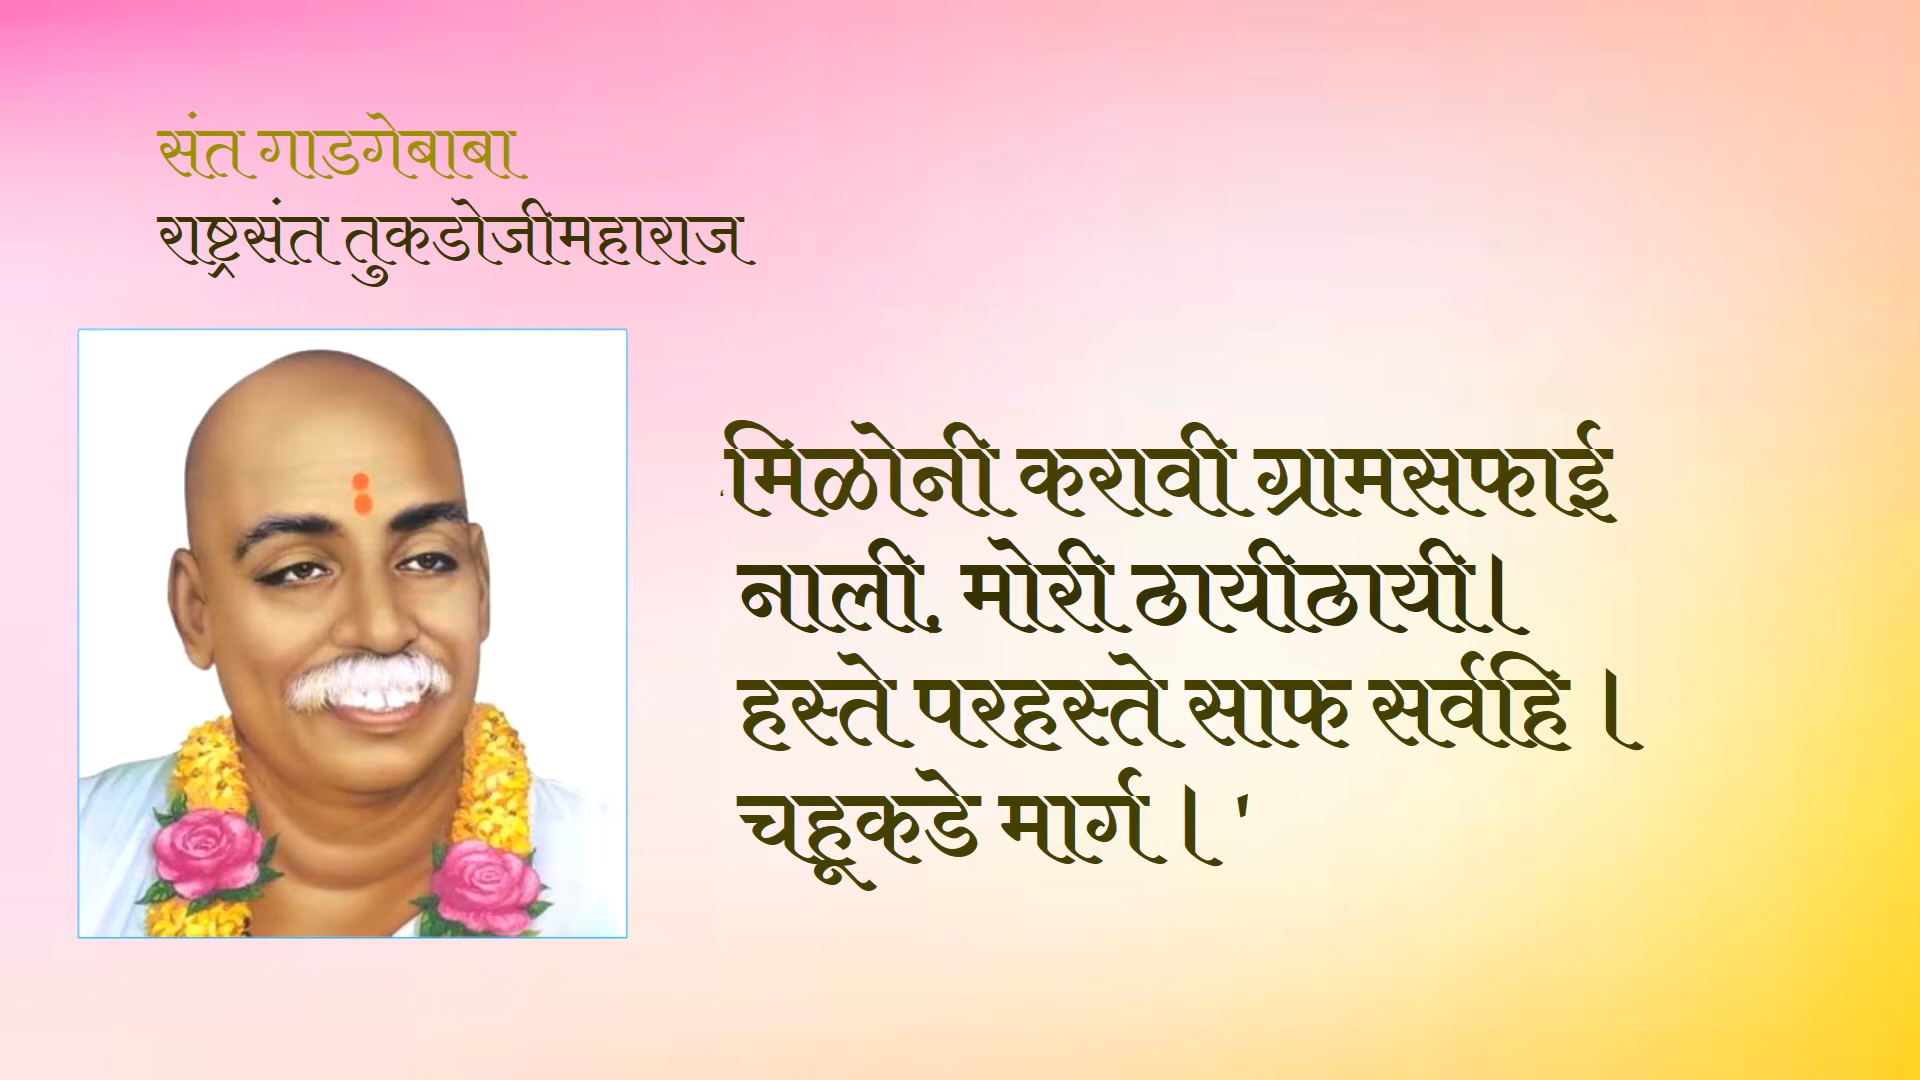 संत गाडगेबाबा
राष्ट्रसंत तुकडोजीमहाराज
‘मिळोनी करावी ग्रामसफाई
नाली, मोरी ठायीठायी।
हस्ते परहस्ते साफ सर्वहि ।
चहूकडे मार्ग । '